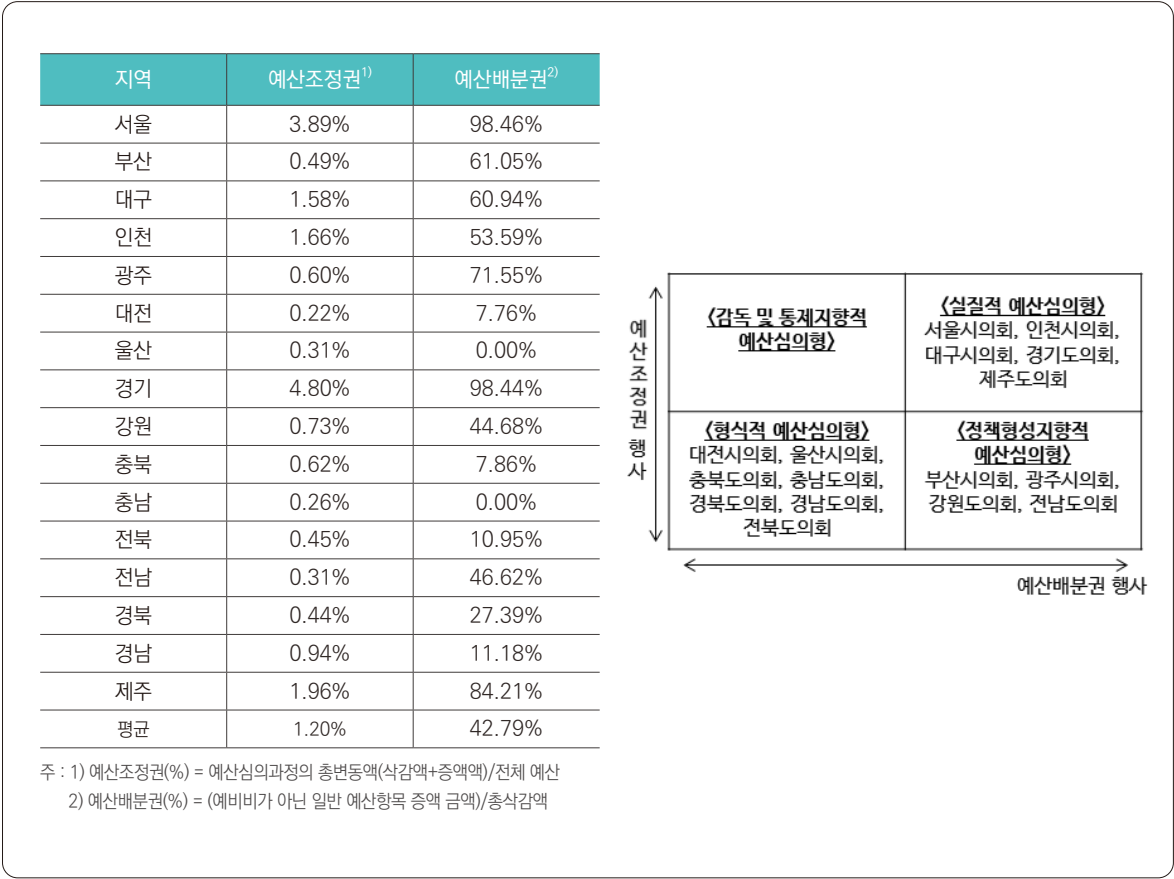 지역 예산조정권1) 예산배분권2)
서울 3.89% 98.46%
부산 0.49% 61.05%
대구 1.58% 60.94%
인천 1.66% 53.59%
광주 0.60% 71.55%
대전 0.22% 7.76%
울산 0.31% 0.00%
경기 4.80% 98.44%
강원 0.73% 44.68%
충북 0.62% 7.86%
충남 0.26% 0.00%
전북 0.45% 10.95%
전남 0.31% 46.62%
경북 0.44% 27.39%
경남 0.94% 11.18%
제주 1.96% 84.21%
평균 1.20% 42.79%
주 : 1) 예산조정권(%) = 예산심의과정의 총변동액(삭감액+증액액)/전체 예산
2) 예산배분권(%) = (예비비가 아닌 일반 예산항목 증액 금액)/총삭감액
예산조정권 행사
〈감독 및 통제지향적
예산심의형〉
〈실질적 예산심의형〉
서울시의회, 인천시의회,
대구시의회, 경기도의회,
제주도의회
〈형식적 예산심의형〉
대전시의회, 울산시의회,
충북도의회, 충남도의회,
경북도의회, 경남도의회,
전북도의회
〈정책형성지향적
예산심의형〉
부산시의회, 광주시의회,
강원도의회, 전남도의회
예산배분권 행사